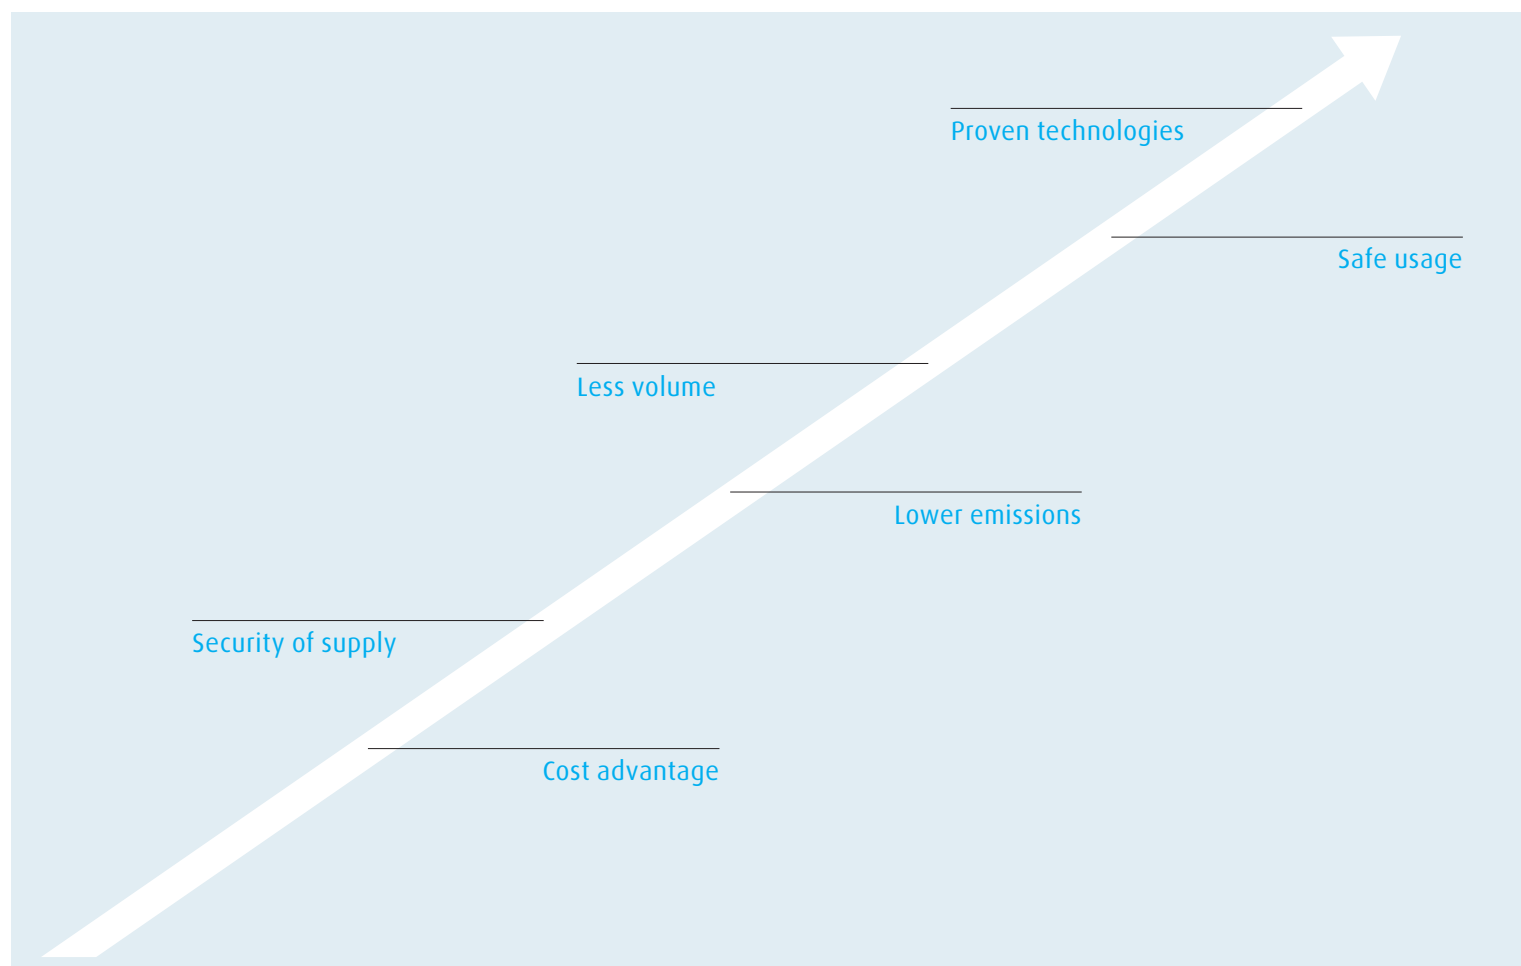 Proven technologies
Safe usage
Less volume
Lower emissions
Security of supply
Cost advantage